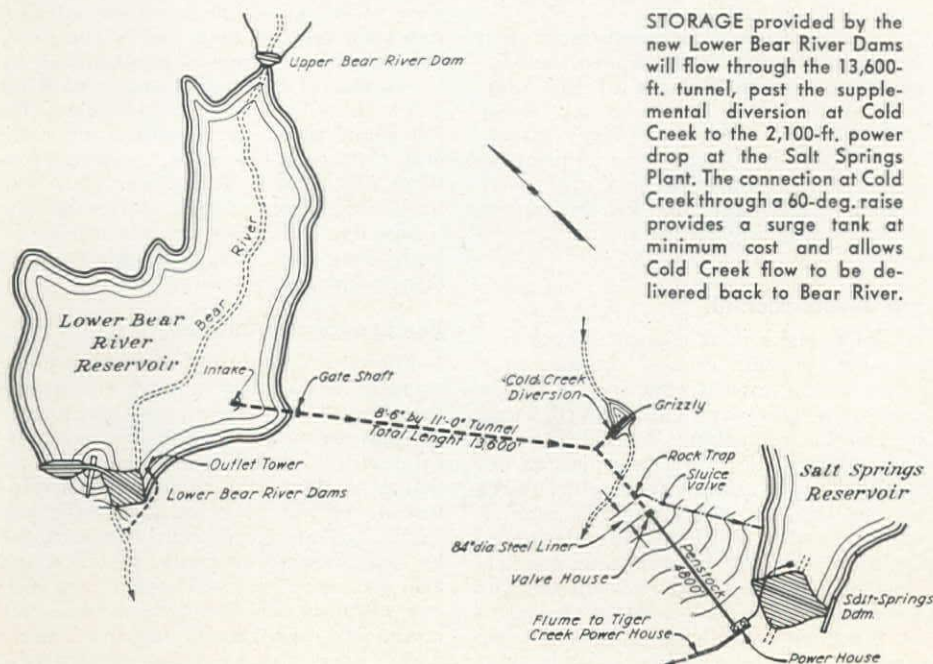 STORAGE provided by the
new Lower Bear River Dams
will flow through the 13,600-
ft. tunnel, past the supple-
mental diversion at Cold
Creek to the 2,100-ft. power
drop at the Salt Springs
Plant. The connection at Cold
Creek through a 60-deg. raise
provides a surge tank at
minimum cost and allows
Cold Creek flow to be de-
livered back to Bear River.
Upper Bear River Dam
Bear River
Lower Bear
River
Reservoir
Intake
Gate Shaft
8'-6" by 11'-0" Tunnel
Total Lenght 13,600'
Cold Creek
Diversion
Grizzly
Outlet Tower
Lower Bear River Dams
Rock Trap
Sluice
Valve
Salt Springs
Reservoir
84" dia Steel Liner
Valve House
Penstock
4800'
Salt Springs
Dam
Flume to Tiger
Creek Power House
Power House